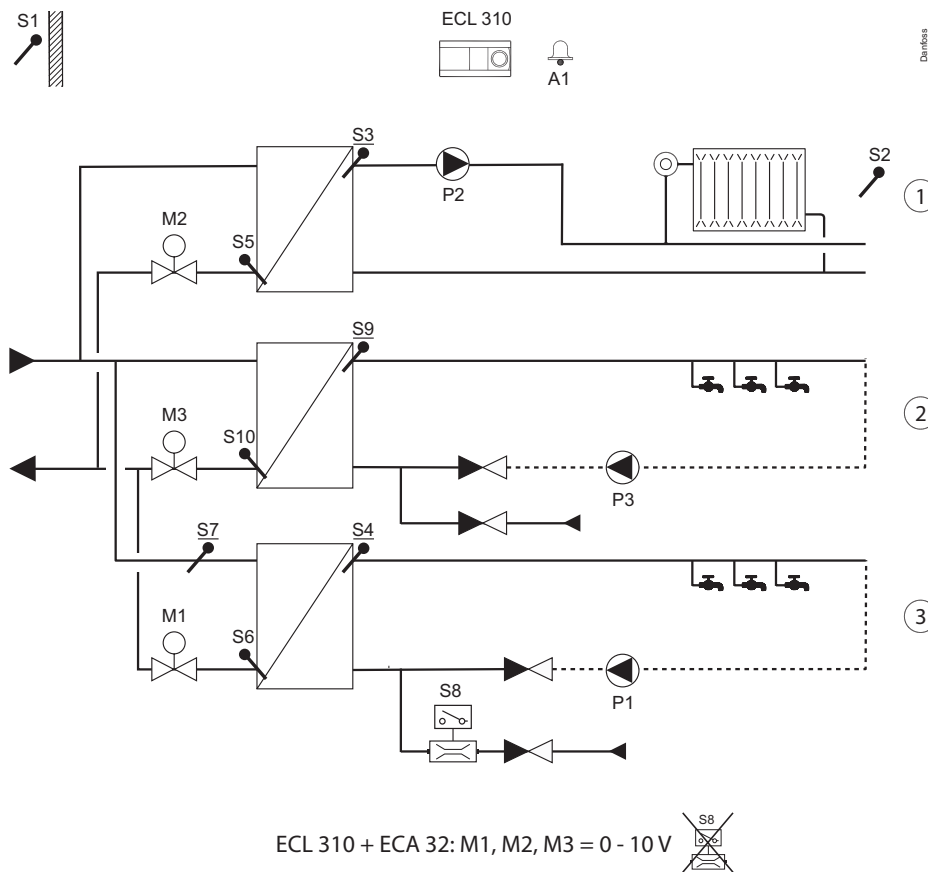 S1
ECL 310
A1
Danfoss
S3
P2
S2
1
M2
S5
S9
M3
S10
2
P3
S7
S4
M1
S6
3
S8
P1
ECL 310 + ECA 32: M1, M2, M3 = 0 - 10 V
S8